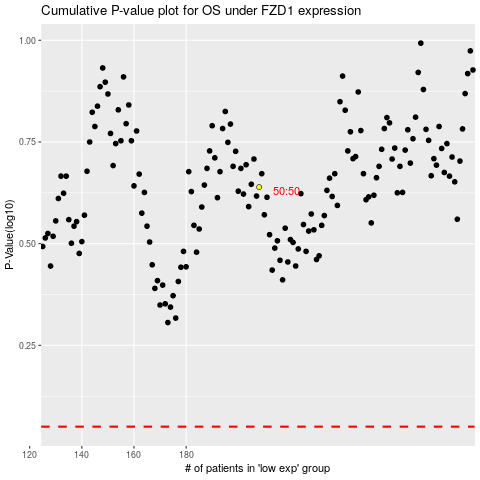 Cumulative P-value plot for OS under FZD1 expression
P-Value(log10)
1.00
0.75
0.50
0.25
50:50
120 140 160 180
# of patients in 'low exp' group